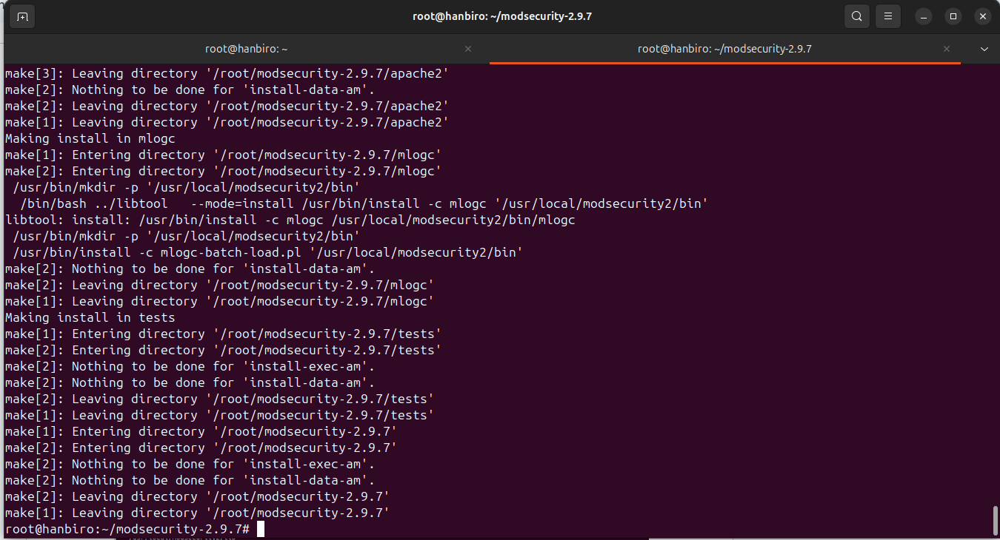 root@hanbiro: ~/modsecurity-2.9.7
root@hanbiro: ~
root@hanbiro: ~/modsecurity-2.9.7
make[3]: Leaving directory '/root/modsecurity-2.9.7/apache2'
make[2]: Nothing to be done for 'install-data-am'.
make[2]: Leaving directory '/root/modsecurity-2.9.7/apache2'
make[1]: Leaving directory '/root/modsecurity-2.9.7/apache2'
Making install in mlogc
make[1]: Entering directory '/root/modsecurity-2.9.7/mlogc'
make[2]: Entering directory '/root/modsecurity-2.9.7/mlogc'
 /usr/bin/mkdir -p '/usr/local/modsecurity2/bin'
  /bin/bash ../libtool   --mode=install /usr/bin/install -c mlogc '/usr/local/modsecurity2/bin'
libtool: install: /usr/bin/install -c mlogc /usr/local/modsecurity2/bin/mlogc
 /usr/bin/mkdir -p '/usr/local/modsecurity2/bin'
 /usr/bin/install -c mlogc-batch-load.pl '/usr/local/modsecurity2/bin'
make[2]: Nothing to be done for 'install-data-am'.
make[2]: Leaving directory '/root/modsecurity-2.9.7/mlogc'
make[1]: Leaving directory '/root/modsecurity-2.9.7/mlogc'
Making install in tests
make[1]: Entering directory '/root/modsecurity-2.9.7/tests'
make[2]: Entering directory '/root/modsecurity-2.9.7/tests'
make[2]: Nothing to be done for 'install-exec-am'.
make[2]: Nothing to be done for 'install-data-am'.
make[2]: Leaving directory '/root/modsecurity-2.9.7/tests'
make[1]: Leaving directory '/root/modsecurity-2.9.7/tests'
make[1]: Entering directory '/root/modsecurity-2.9.7'
make[2]: Entering directory '/root/modsecurity-2.9.7'
make[2]: Nothing to be done for 'install-exec-am'.
make[2]: Nothing to be done for 'install-data-am'.
make[2]: Leaving directory '/root/modsecurity-2.9.7'
make[1]: Leaving directory '/root/modsecurity-2.9.7'
root@hanbiro:~/modsecurity-2.9.7#